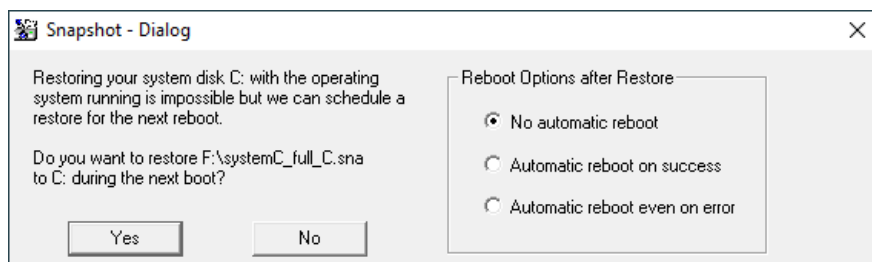 Snapshot - Dialog
Restoring your system disk C: with the operating
system running is impossible but we can schedule a
restore for the next reboot.
Do you want to restore F:\systemC_full_C.sna
to C: during the next boot?
Yes
No
Reboot Options after Restore
No automatic reboot
Automatic reboot on success
Automatic reboot even on error